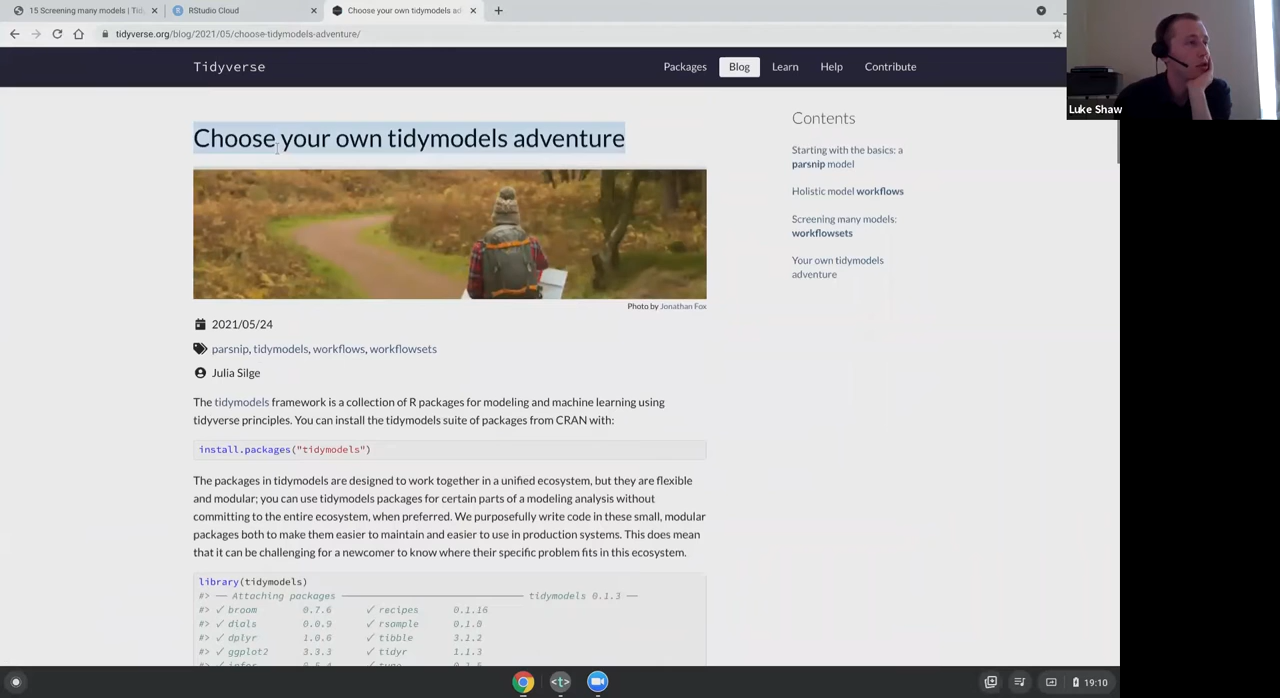 15 Screening many models | Tid
RStudio Cloud
Choose your own tidymodels ad
tidyverse.org/blog/2021/05/choose-tidymodels-adventure/
Luke Shaw
Tidyverse
Packages
Blog
Learn
Help
Contribute
Choose your own tidymodels adventure
Photo by Jonathan Fox
2021/05/24
parsnip, tidymodels, workflows, workflowsets
Julia Silge
The tidymodels framework is a collection of R packages for modeling and machine learning using
tidyverse principles. You can install the tidymodels suite of packages from CRAN with:
install.packages("tidymodels")
The packages in tidymodels are designed to work together in a unified ecosystem, but they are flexible
and modular; you can use tidymodels packages for certain parts of a modeling analysis without
committing to the entire ecosystem, when preferred. We purposefully write code in these small, modular
packages both to make them easier to maintain and easier to use in production systems. This does mean
that it can be challenging for a newcomer to know where their specific problem fits in this ecosystem.
library(tidymodels)
#> ── Attaching packages ────────────────────────── tidymodels 0.1.3 ──
#> ✓ broom 0.7.6 ✓ recipes 0.1.16
#> ✓ dials 0.0.9 ✓ rsample 0.1.0
#> ✓ dplyr 1.0.6 ✓ tibble 3.1.2
#> ✓ ggplot2 3.3.3 ✓ tidyr 1.1.3
Contents
Starting with the basics: a
parsnip model
Holistic model workflows
Screening many models:
workflowsets
Your own tidymodels
adventure
19:10